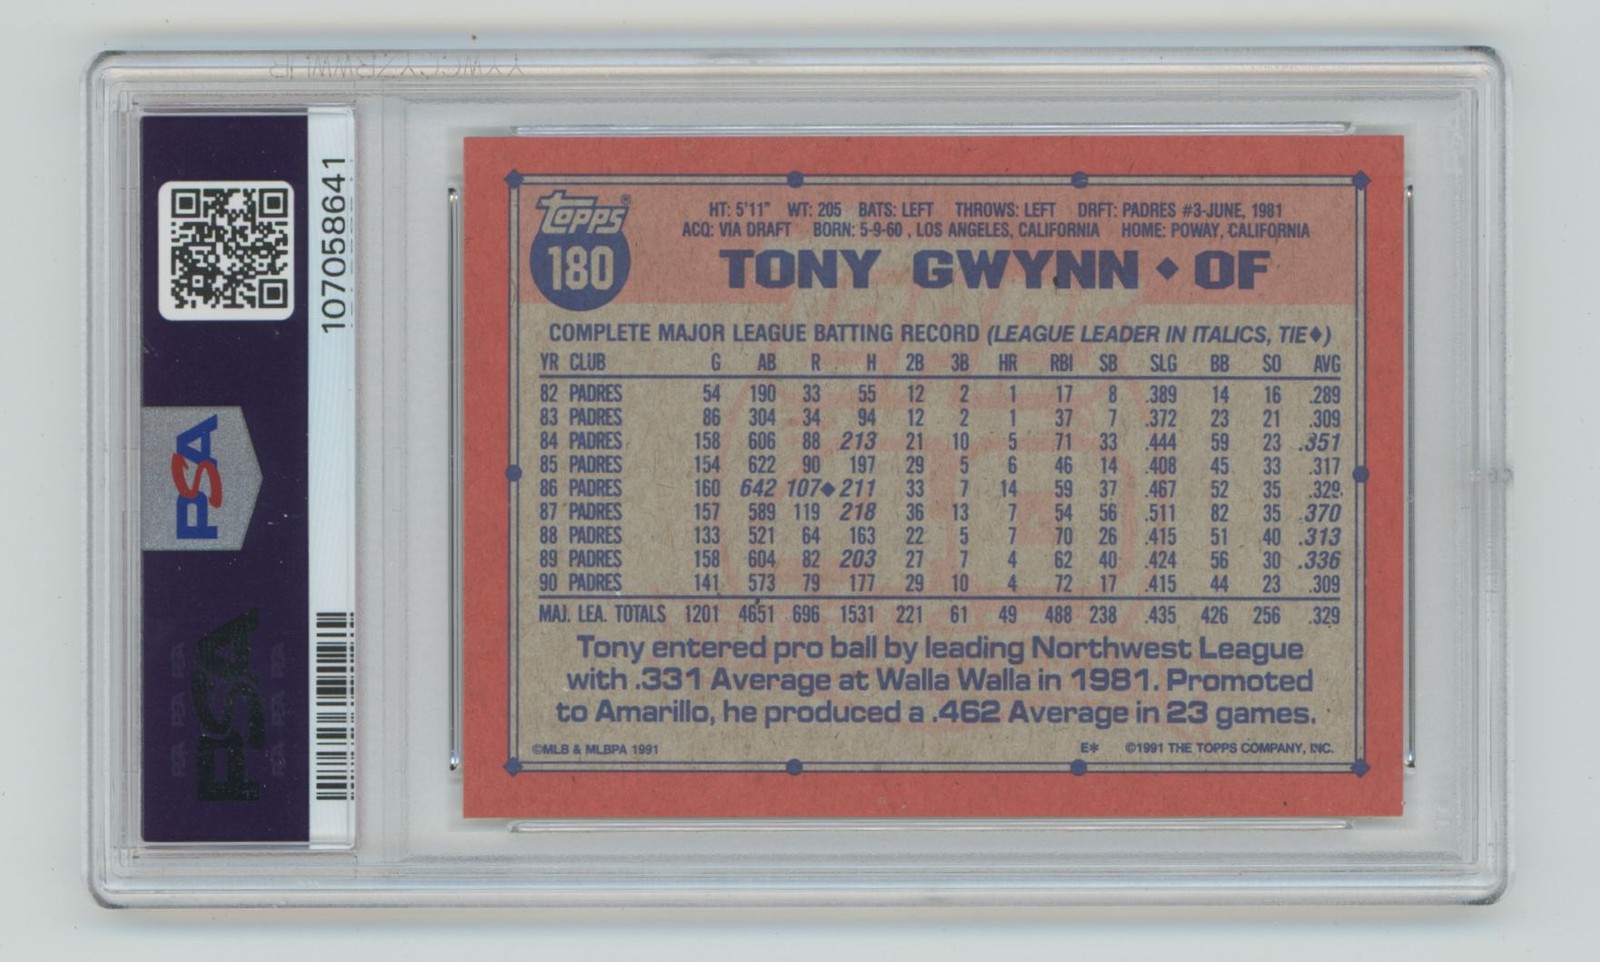 107058641
PSA
PSA
Topps®
180
HT: 5'11" WT: 205 BATS: LEFT THROWS: LEFT DRFT: PADRES #3-JUNE, 1981
ACQ: VIA DRAFT BORN: 5-9-60 , LOS ANGELES, CALIFORNIA HOME: POWAY, CALIFORNIA
TONY GWYNN ◆ OF
COMPLETE MAJOR LEAGUE BATTING RECORD (LEAGUE LEADER IN ITALICS, TIE◆)
YR CLUB G AB R H 2B 3B HR RBI SB SLG BB SO AVG
82 PADRES 54 190 33 55 12 2 1 17 8 .389 14 16 .289
83 PADRES 86 304 34 94 12 2 1 37 7 .372 23 21 .309
84 PADRES 158 606 88 213 21 10 5 71 33 .444 59 23 .351
85 PADRES 154 622 90 197 29 5 6 46 14 .408 45 33 .317
86 PADRES 160 642 107◆ 211 33 7 14 59 37 .467 52 35 .329
87 PADRES 157 589 119 218 36 13 7 54 56 .511 82 35 .370
88 PADRES 133 521 64 163 22 5 7 70 26 .415 51 40 .313
89 PADRES 158 604 82 203 27 7 4 62 40 .424 56 30 .336
90 PADRES 141 573 79 177 29 10 4 72 17 .415 44 23 .309
MAJ. LEA. TOTALS 1201 4651 696 1531 221 61 49 488 238 .435 426 256 .329
Tony entered pro ball by leading Northwest League
with .331 Average at Walla Walla in 1981. Promoted
to Amarillo, he produced a .462 Average in 23 games.
©MLB & MLBPA 1991 E* ©1991 THE TOPPS COMPANY, INC.